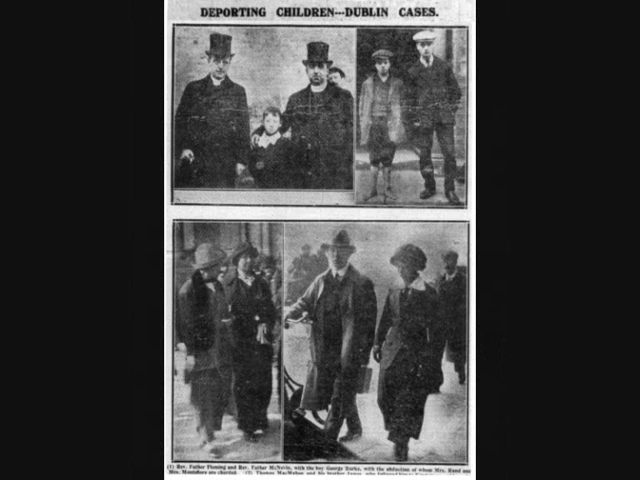 DEPORTING CHILDREN---DUBLIN CASES.
(1) Rev. Father Fleming and Rev. Father McNevin, with the boy George Burke, with the abduction of whom Mrs. Rand and
Mrs. Montefiore are charged. (2) Thomas MacMahon and his brother James, who